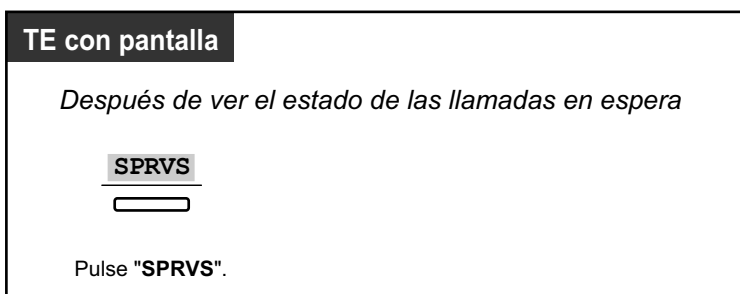 TE con pantalla
Después de ver el estado de las llamadas en espera
SPRVS
Pulse "SPRVS".